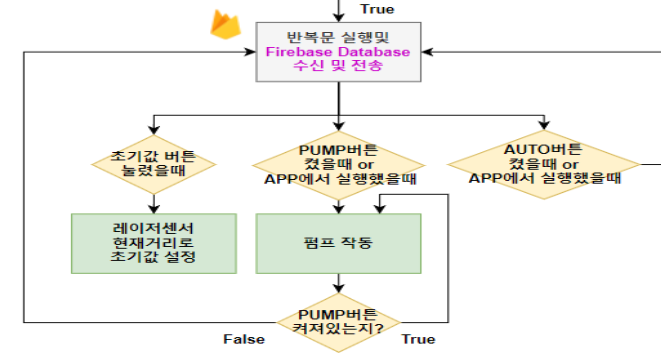 True
반복문 실행및
Firebase Database
수신 및 전송
초기값 버튼
눌렀을때
PUMP버튼
켰을때 or
APP에서 실행했을때
AUTO버튼
켰을때 or
APP에서 실행했을때
레이저센서
현재거리로
초기값 설정
펌프 작동
PUMP버튼
켜져있는지?
False
True